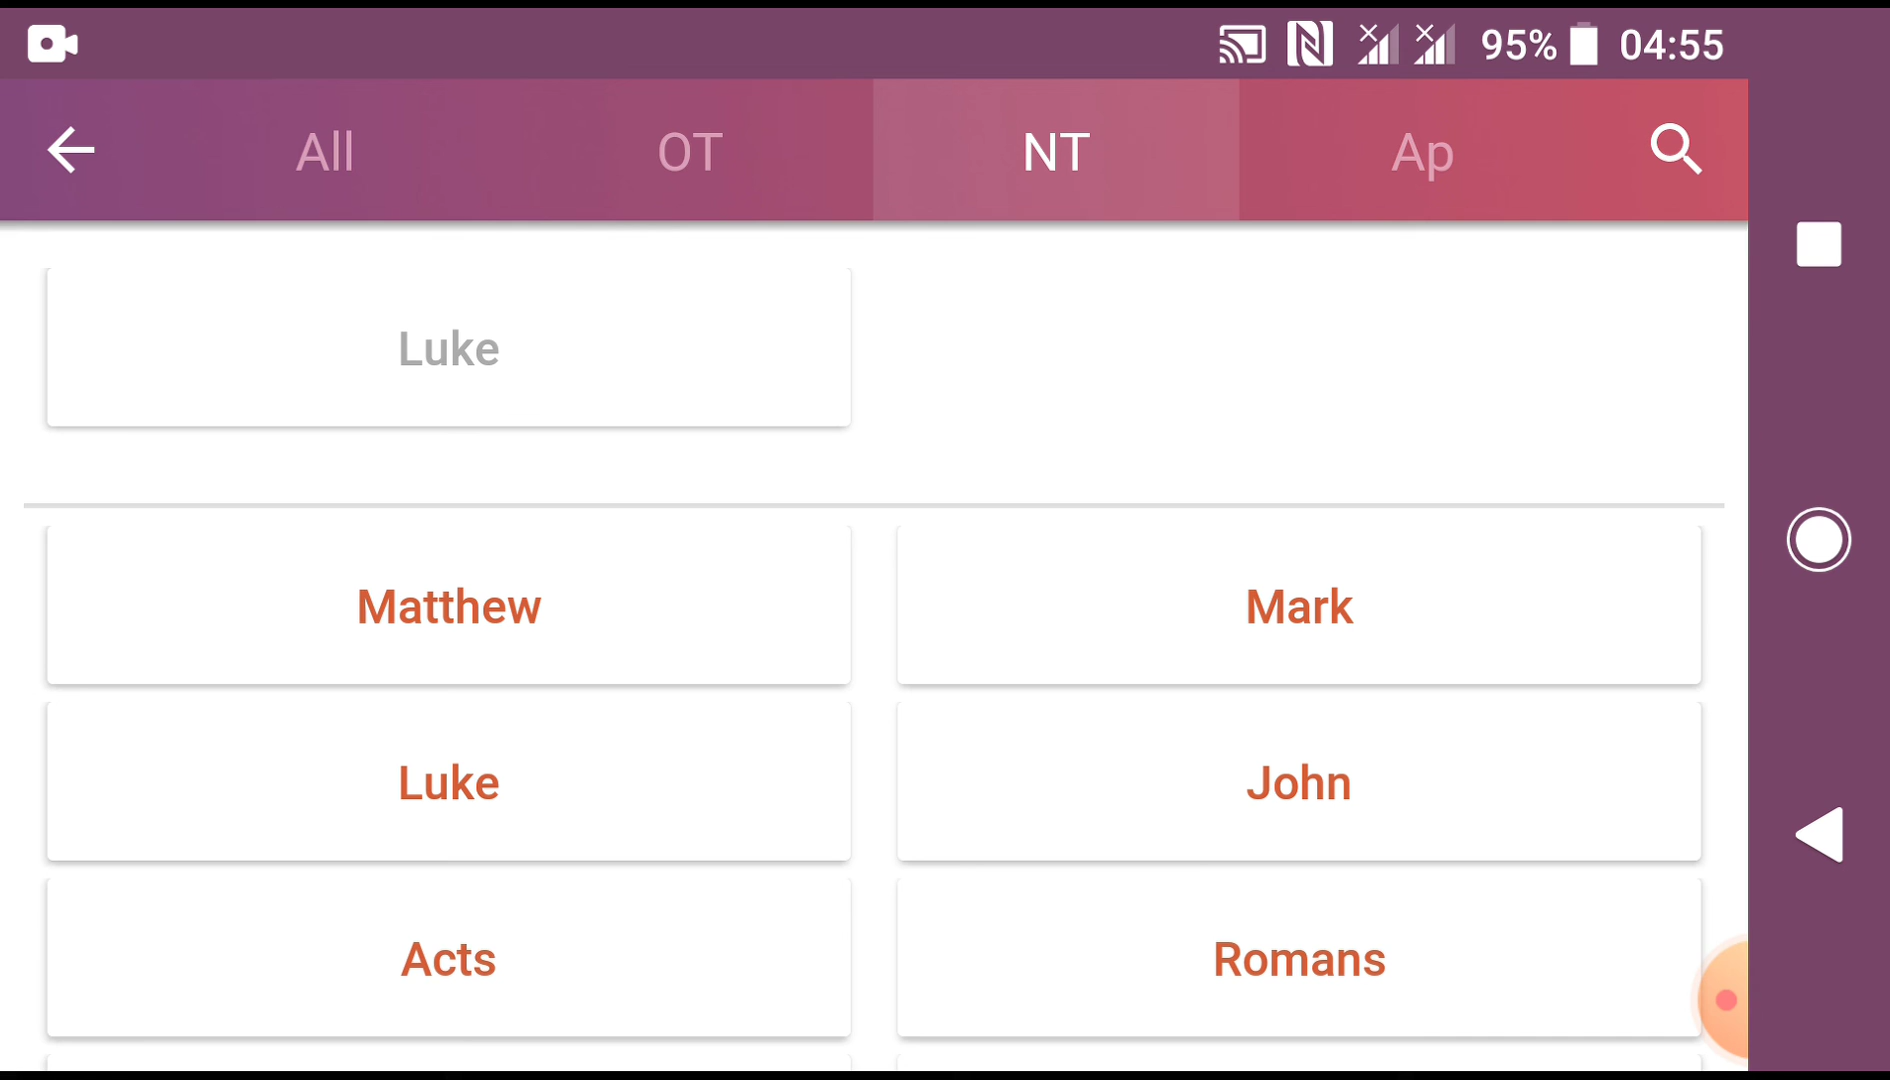 95% 04:55
All OT NT Ap
Luke
Matthew Mark
Luke John
Acts Romans